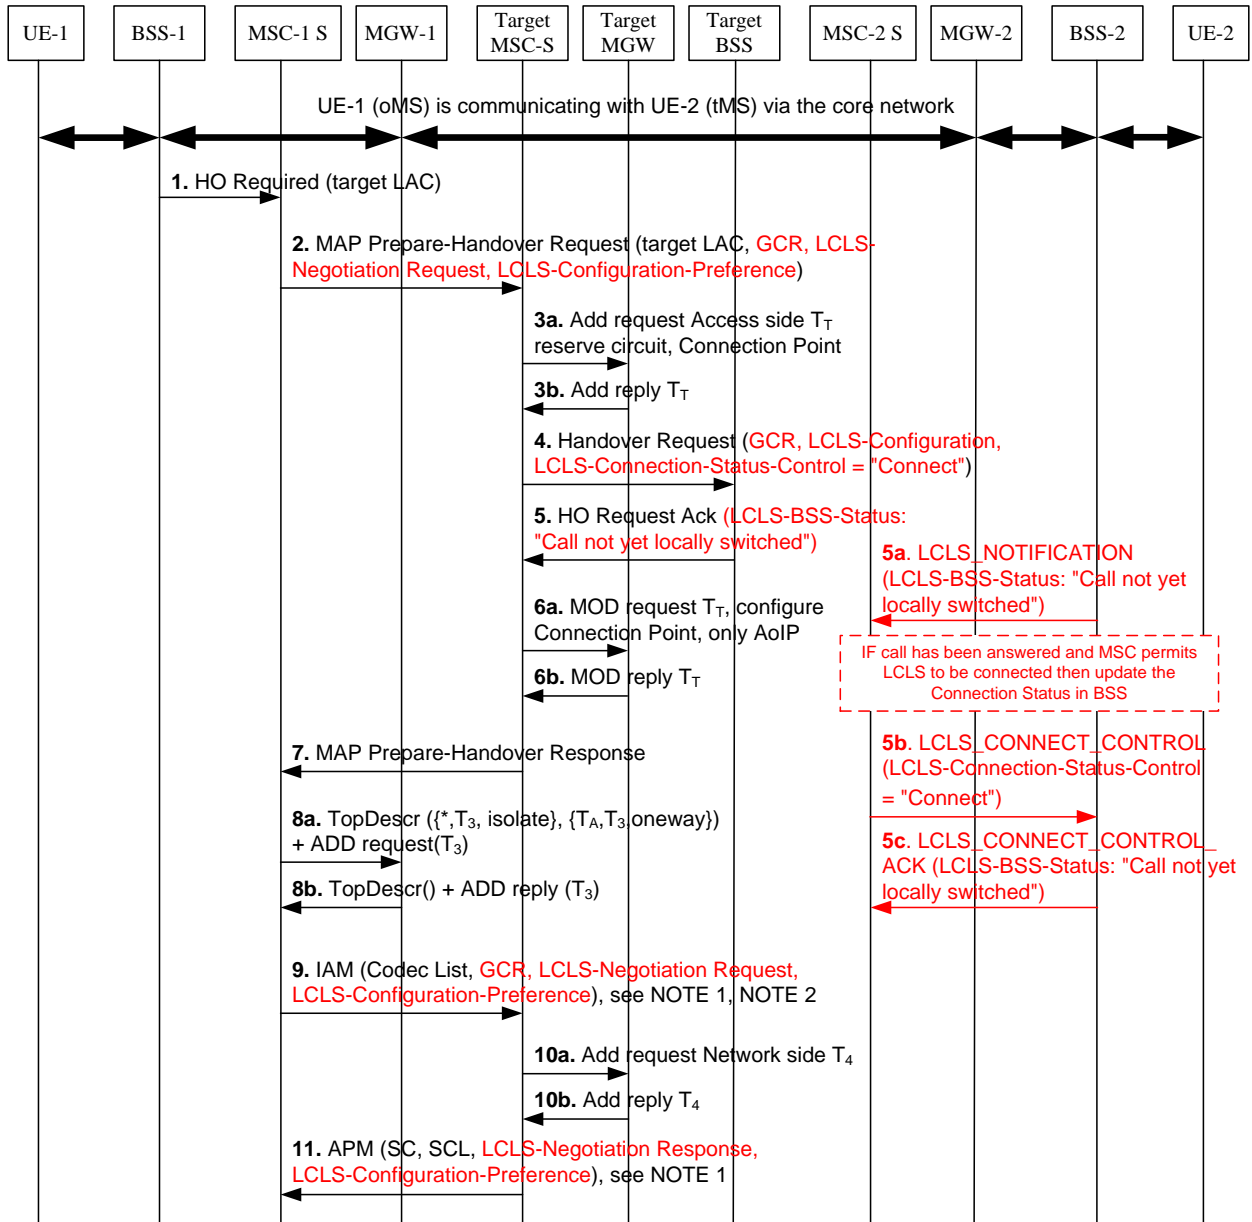 UE-1
BSS-1
MSC-1 S
MGW-1
Target
MSC-S
Target
MGW
Target
BSS
MSC-2 S
MGW-2
BSS-2
UE-2
UE-1 (oMS) is communicating with UE-2 (tMS) via the core network
1. HO Required (target LAC)
2. MAP Prepare-Handover Request (target LAC, GCR, LCLS-
Negotiation Request, LCLS-Configuration-Preference)
3a. Add request Access side TT
reserve circuit, Connection Point
3b. Add reply TT
4. Handover Request (GCR, LCLS-Configuration,
LCLS-Connection-Status-Control = "Connect")
5. HO Request Ack (LCLS-BSS-Status:
"Call not yet locally switched")
5a. LCLS_NOTIFICATION
(LCLS-BSS-Status: "Call not yet
locally switched")
6a. MOD request TT, configure
Connection Point, only AoIP
6b. MOD reply TT
IF call has been answered and MSC permits
LCLS to be connected then update the
Connection Status in BSS
7. MAP Prepare-Handover Response
5b. LCLS_CONNECT_CONTROL
(LCLS-Connection-Status-Control
= "Connect")
8a. TopDescr ({*,T3, isolate}, {TA,T3,oneway})
+ ADD request(T3)
8b. TopDescr() + ADD reply (T3)
5c. LCLS_CONNECT_CONTROL_
ACK (LCLS-BSS-Status: "Call not yet
locally switched")
9. IAM (Codec List, GCR, LCLS-Negotiation Request,
LCLS-Configuration-Preference), see NOTE 1, NOTE 2
10a. Add request Network side T4
10b. Add reply T4
11. APM (SC, SCL, LCLS-Negotiation Response,
LCLS-Configuration-Preference), see NOTE 1